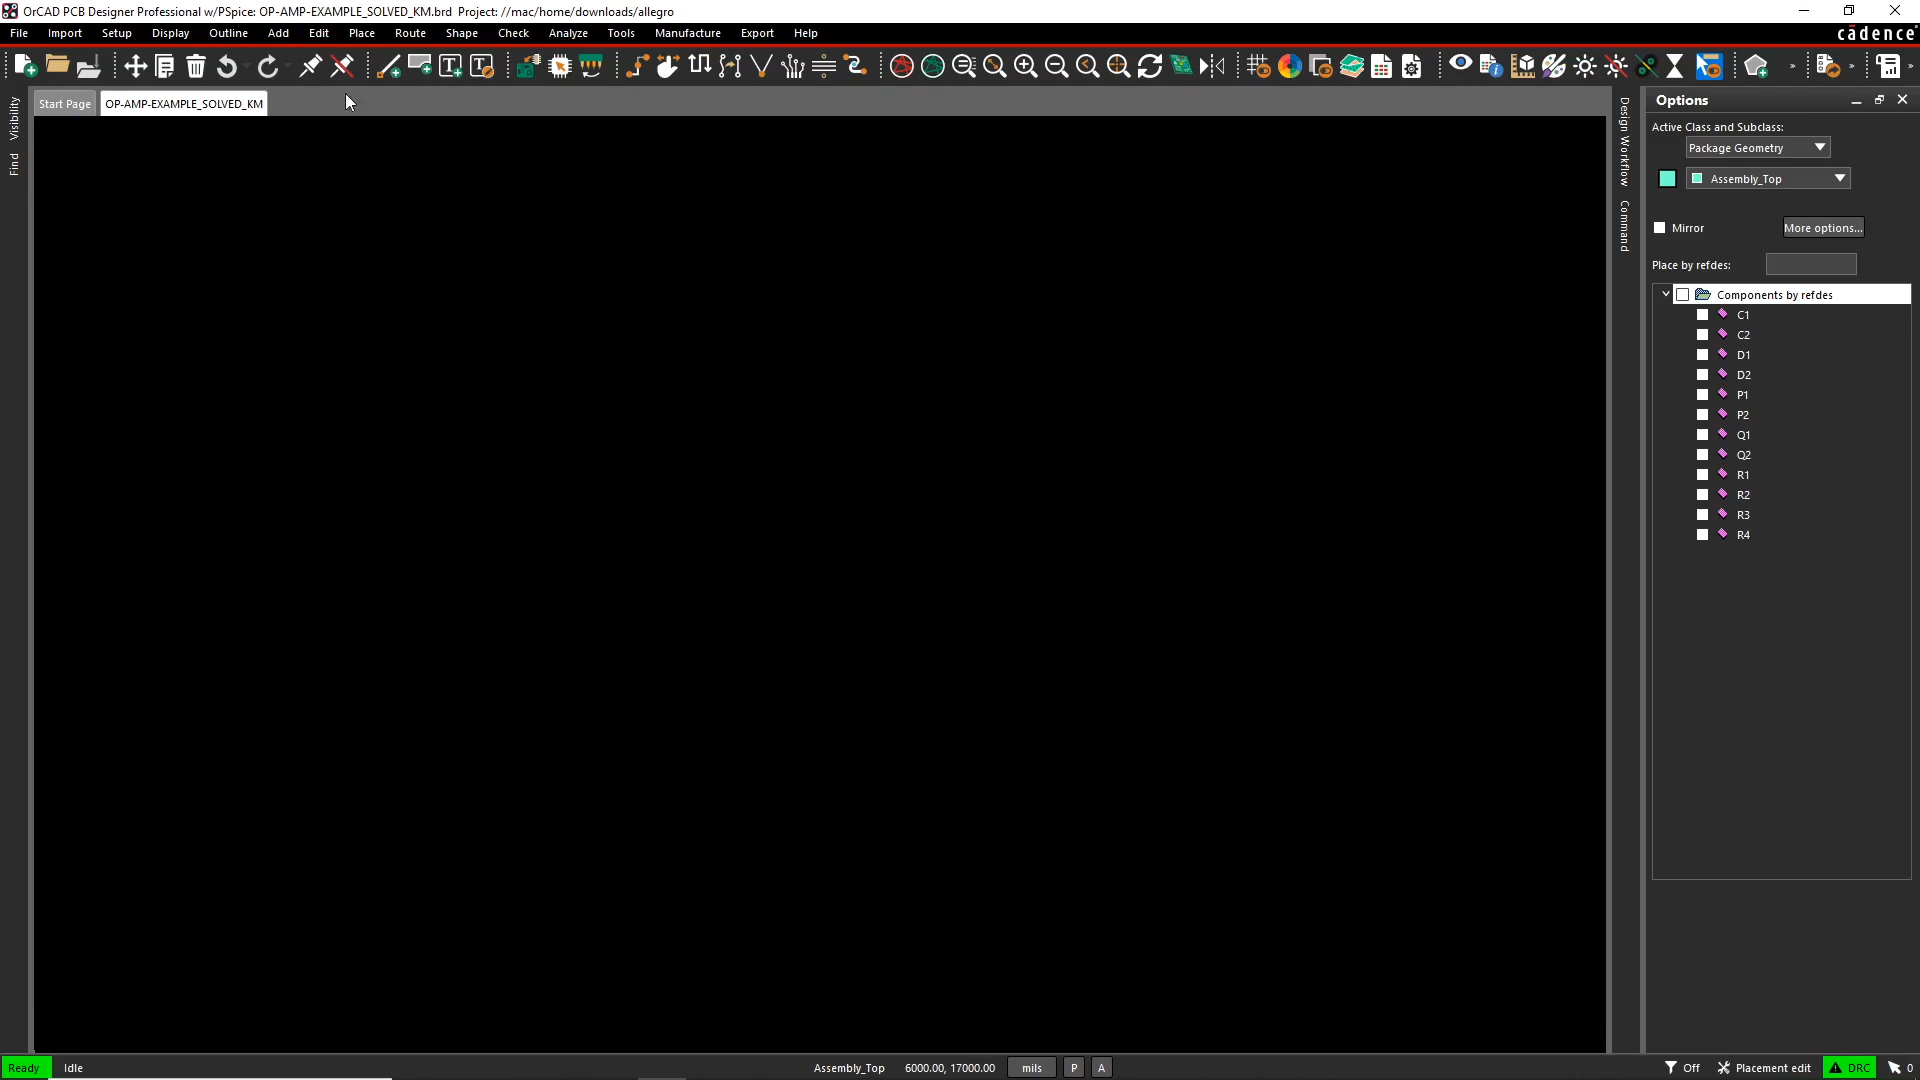 OrCAD PCB Designer Professional w/PSpice: OP-AMP-EXAMPLE_SOLVED_KM.brd  Project: //mac/home/downloads/allegro
File Import Setup Display Outline Add Edit Place Route Shape Check Analyze Tools Manufacture Export Help
cādence
Start Page OP-AMP-EXAMPLE_SOLVED_KM
Visibility
Find
Design Workflow
Command
Options
Active Class and Subclass:
Package Geometry
Assembly_Top
Mirror More options...
Place by refdes:
Components by refdes
C1
C2
D1
D2
P1
P2
Q1
Q2
R1
R2
R3
R4
Ready Idle Assembly_Top 6000.00, 17000.00 mils P A Off Placement edit DRC 0